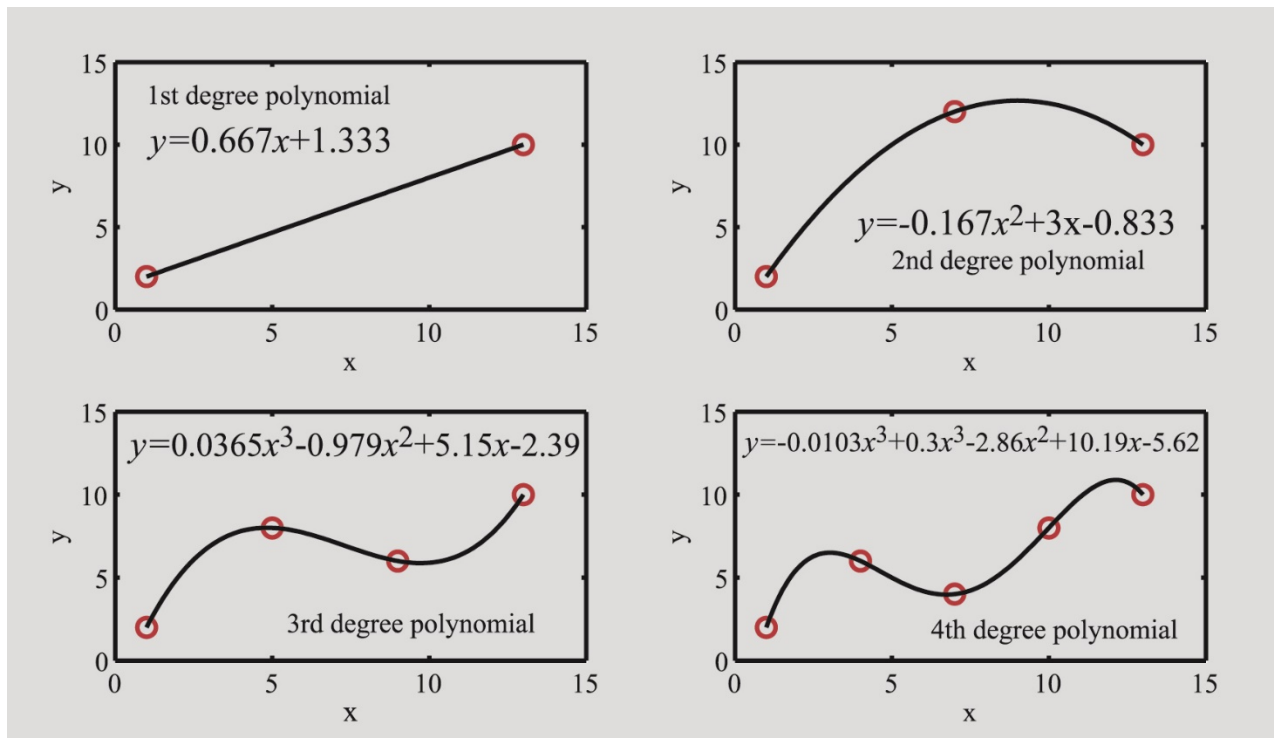 15
10
5
0
y
1st degree polynomial
y=0.667x+1.333
0 5 10 15
x
15
10
5
0
y
y=-0.167x²+3x-0.833
2nd degree polynomial
0 5 10 15
x
15
10
5
0
y
y=0.0365x³-0.979x²+5.15x-2.39
3rd degree polynomial
0 5 10 15
x
15
10
5
0
y
y=-0.0103x³+0.3x³-2.86x²+10.19x-5.62
4th degree polynomial
0 5 10 15
x